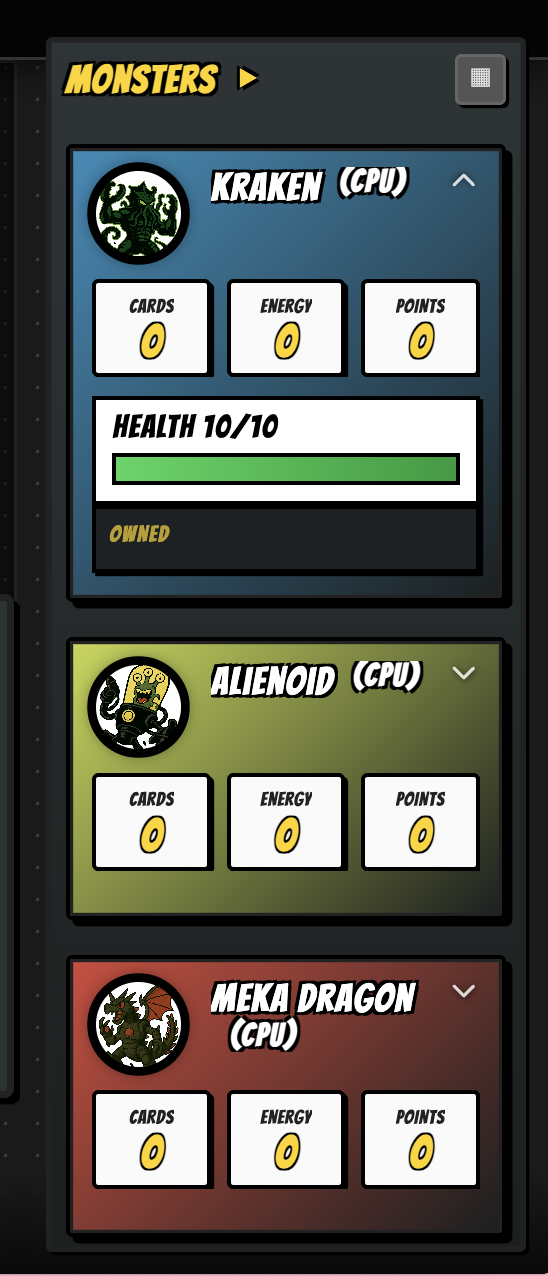 MONSTERS
KRAKEN (CPU)
CARDS ENERGY POINTS
0 0 0
HEALTH 10/10
OWNED
ALIENOID (CPU)
CARDS ENERGY POINTS
0 0 0
MEKA DRAGON
(CPU)
CARDS ENERGY POINTS
0 0 0